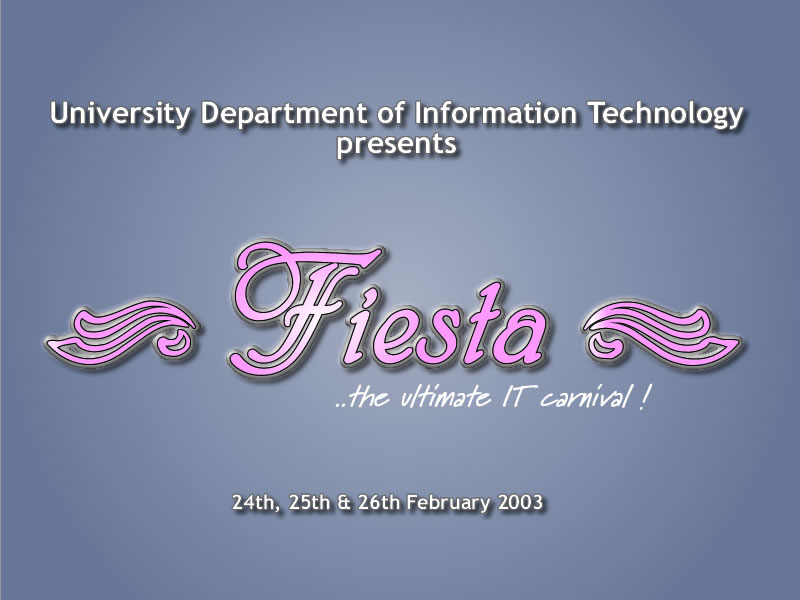 University Department of Information Technology
presents
Fiesta
..the ultimate IT carnival !
24th, 25th & 26th February 2003